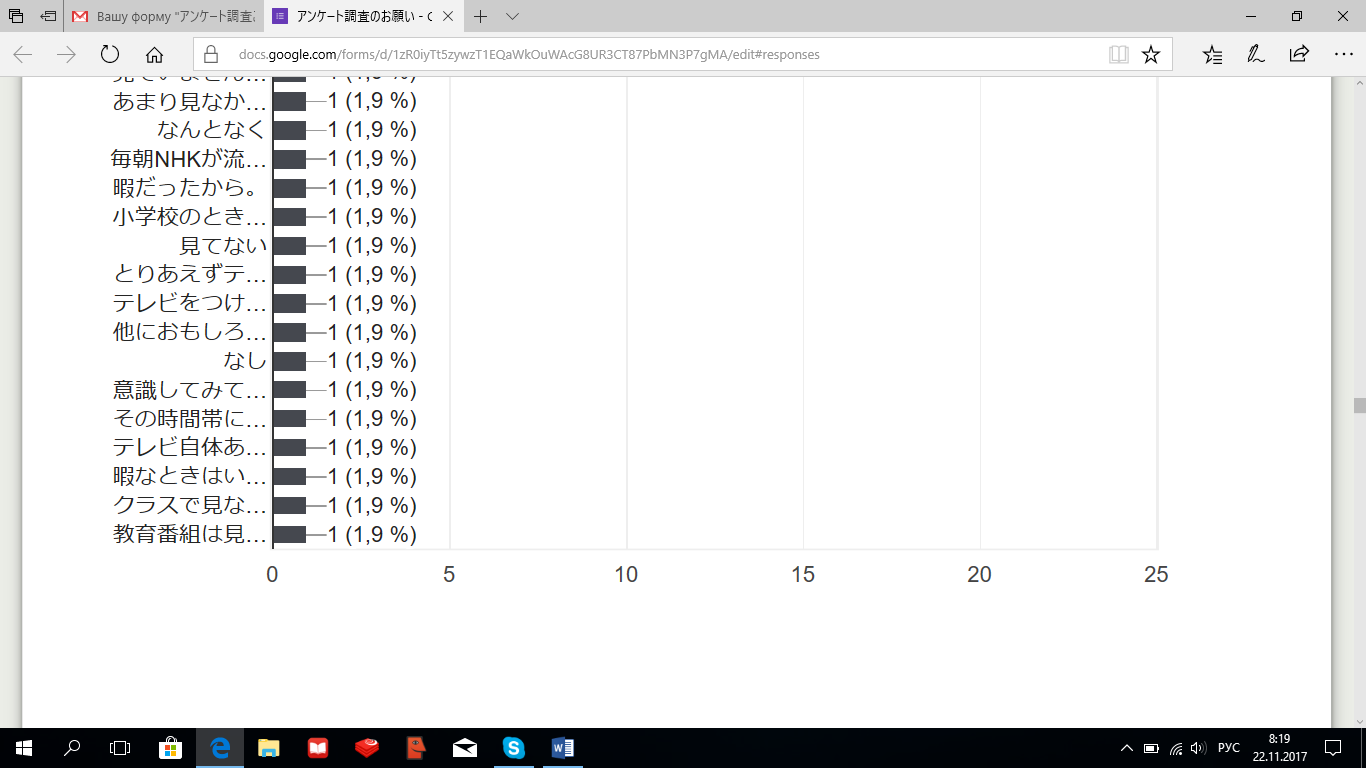 Вашу форму "アンケート調査
アンケート調査のお願い - G
docs.google.com/forms/d/1zR0iyTt5zywzT1EQaWkOuWAcG8UR3CT87PbMN3P7gMA/edit#responses
見ていません… 1 (1,9 %)
あまり見なか… 1 (1,9 %)
なんとなく 1 (1,9 %)
毎朝NHKが流… 1 (1,9 %)
暇だったから。 1 (1,9 %)
小学校のとき… 1 (1,9 %)
見てない 1 (1,9 %)
とりあえずテ… 1 (1,9 %)
テレビをつけ… 1 (1,9 %)
他におもしろ… 1 (1,9 %)
なし 1 (1,9 %)
意識してみて… 1 (1,9 %)
その時間帯に… 1 (1,9 %)
テレビ自体あ… 1 (1,9 %)
暇なときはい… 1 (1,9 %)
クラスで見な… 1 (1,9 %)
教育番組は見… 1 (1,9 %)
0 5 10 15 20 25
РУС
8:19
22.11.2017